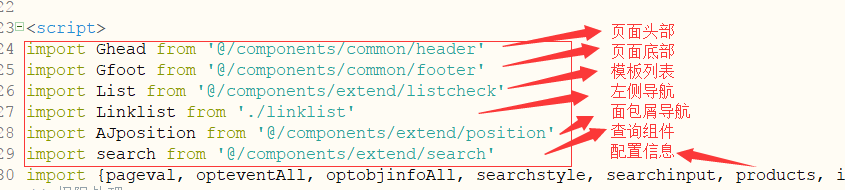 22
23 <script>
24 import Ghead from '@/components/common/header' 页面头部
25 import Gfoot from '@/components/common/footer' 页面底部
26 import List from '@/components/extend/listcheck' 模板列表
27 import Linklist from './linklist' 左侧导航
28 import AJposition from '@/components/extend/position' 面包屑导航
29 import search from '@/components/extend/search' 查询组件
配置信息
30 import {pageval, opteventAll, optobjinfoAll, searchstyle, searchinput, products, i